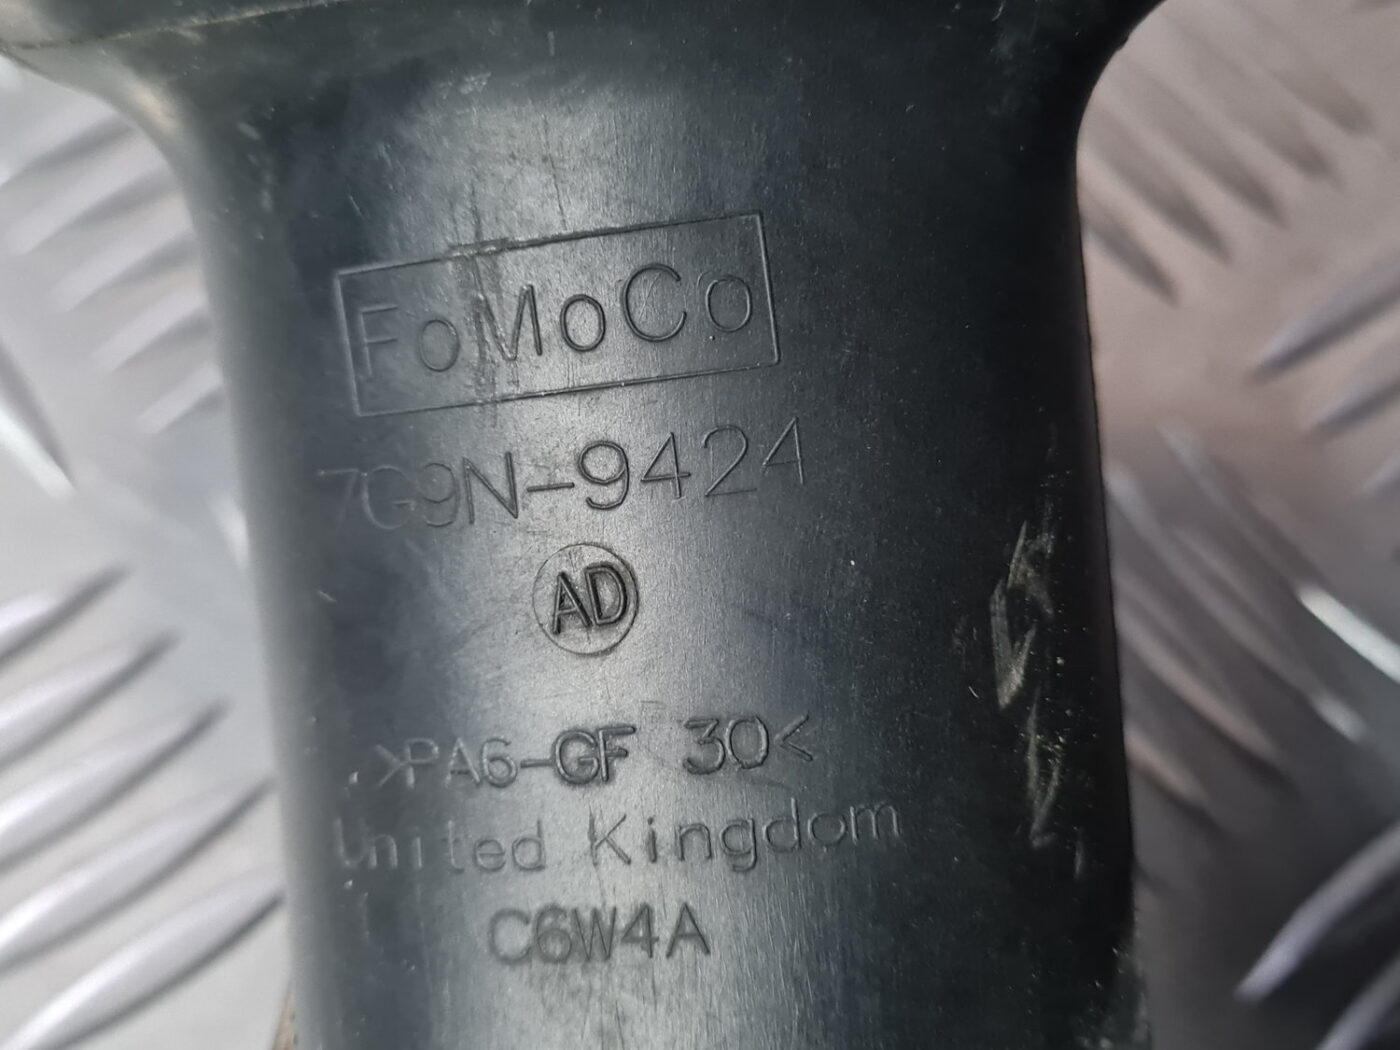 FoMoCo
7G9N-9424
AD
>PA6-GF 30<
United Kingdom
C6W4A